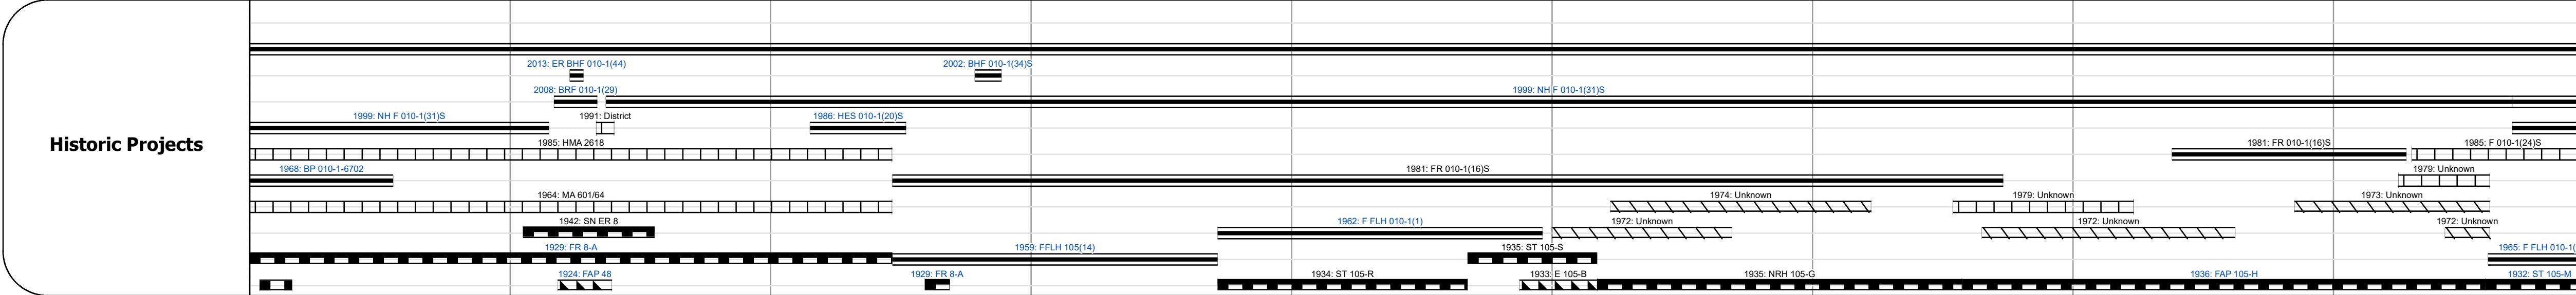 2013: ER BHF 010-1(44)
2002: BHF 010-1(34)S
2008: BRF 010-1(29)
1999: NH F 010-1(31)S
1999: NH F 010-1(31)S
1991: District
1986: HES 010-1(20)S
Historic Projects
1985: HMA 2618
1981: FR 010-1(16)S
1985: F 010-1(24)S
1968: BP 010-1-6702
1981: FR 010-1(16)S
1979: Unknown
1964: MA 601/64
1974: Unknown
1979: Unknown
1973: Unknown
1942: SN ER 8
1962: F FLH 010-1(1)
1972: Unknown
1972: Unknown
1972: Unknown
1929: FR 8-A
1959: FFLH 105(14)
1935: ST 105-S
1965: F FLH 010-1(
1924: FAP 48
1929: FR 8-A
1934: ST 105-R
1933: E 105-B
1935: NRH 105-G
1936: FAP 105-H
1932: ST 105-M